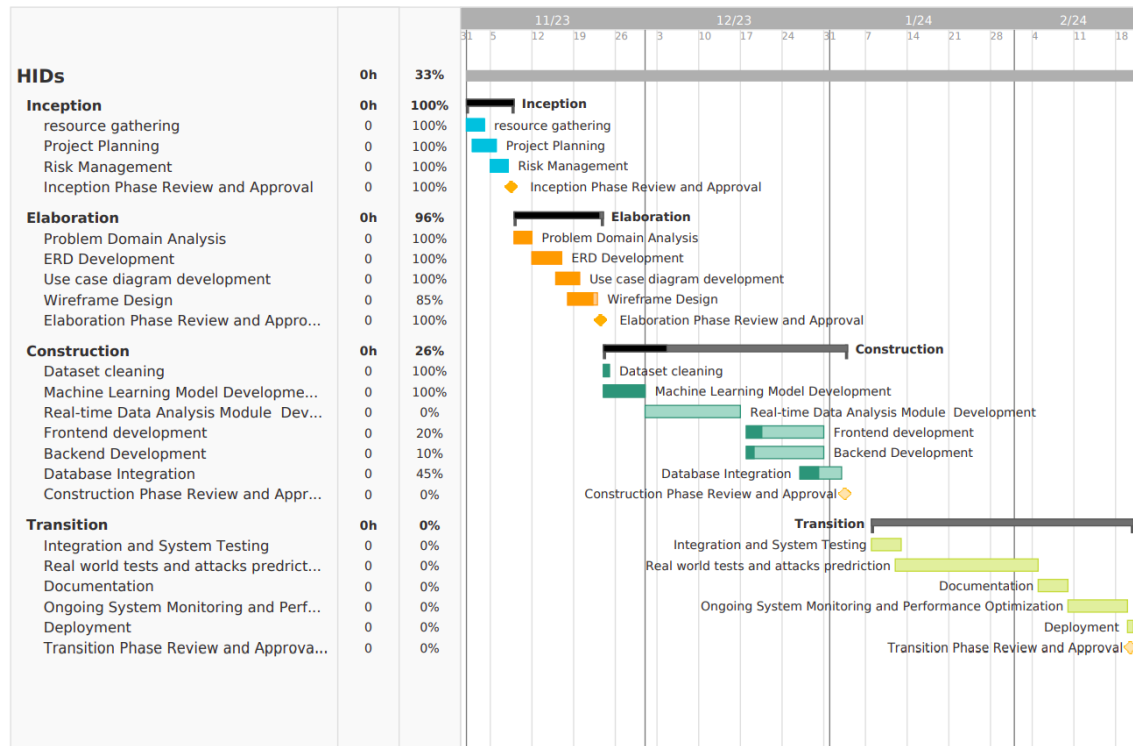 11/23 12/23 1/24 2/24
31 5 12 19 26 3 10 17 24 31 7 14 21 28 4 11 18
HIDs 0h 33%
Inception 0h 100% Inception
resource gathering 0 100% resource gathering
Project Planning 0 100% Project Planning
Risk Management 0 100% Risk Management
Inception Phase Review and Approval 0 100% Inception Phase Review and Approval
Elaboration 0h 96% Elaboration
Problem Domain Analysis 0 100% Problem Domain Analysis
ERD Development 0 100% ERD Development
Use case diagram development 0 100% Use case diagram development
Wireframe Design 0 85% Wireframe Design
Elaboration Phase Review and Appro... 0 100% Elaboration Phase Review and Approval
Construction 0h 26% Construction
Dataset cleaning 0 100% Dataset cleaning
Machine Learning Model Developme... 0 100% Machine Learning Model Development
Real-time Data Analysis Module Dev... 0 0% Real-time Data Analysis Module Development
Frontend development 0 20% Frontend development
Backend Development 0 10% Backend Development
Database Integration 0 45% Database Integration
Construction Phase Review and Appr... 0 0% Construction Phase Review and Approval
Transition 0h 0% Transition
Integration and System Testing 0 0% Integration and System Testing
Real world tests and attacks predrict... 0 0% Real world tests and attacks predriction
Documentation 0 0% Documentation
Ongoing System Monitoring and Perf... 0 0% Ongoing System Monitoring and Performance Optimization
Deployment 0 0% Deployment
Transition Phase Review and Approva... 0 0% Transition Phase Review and Approval